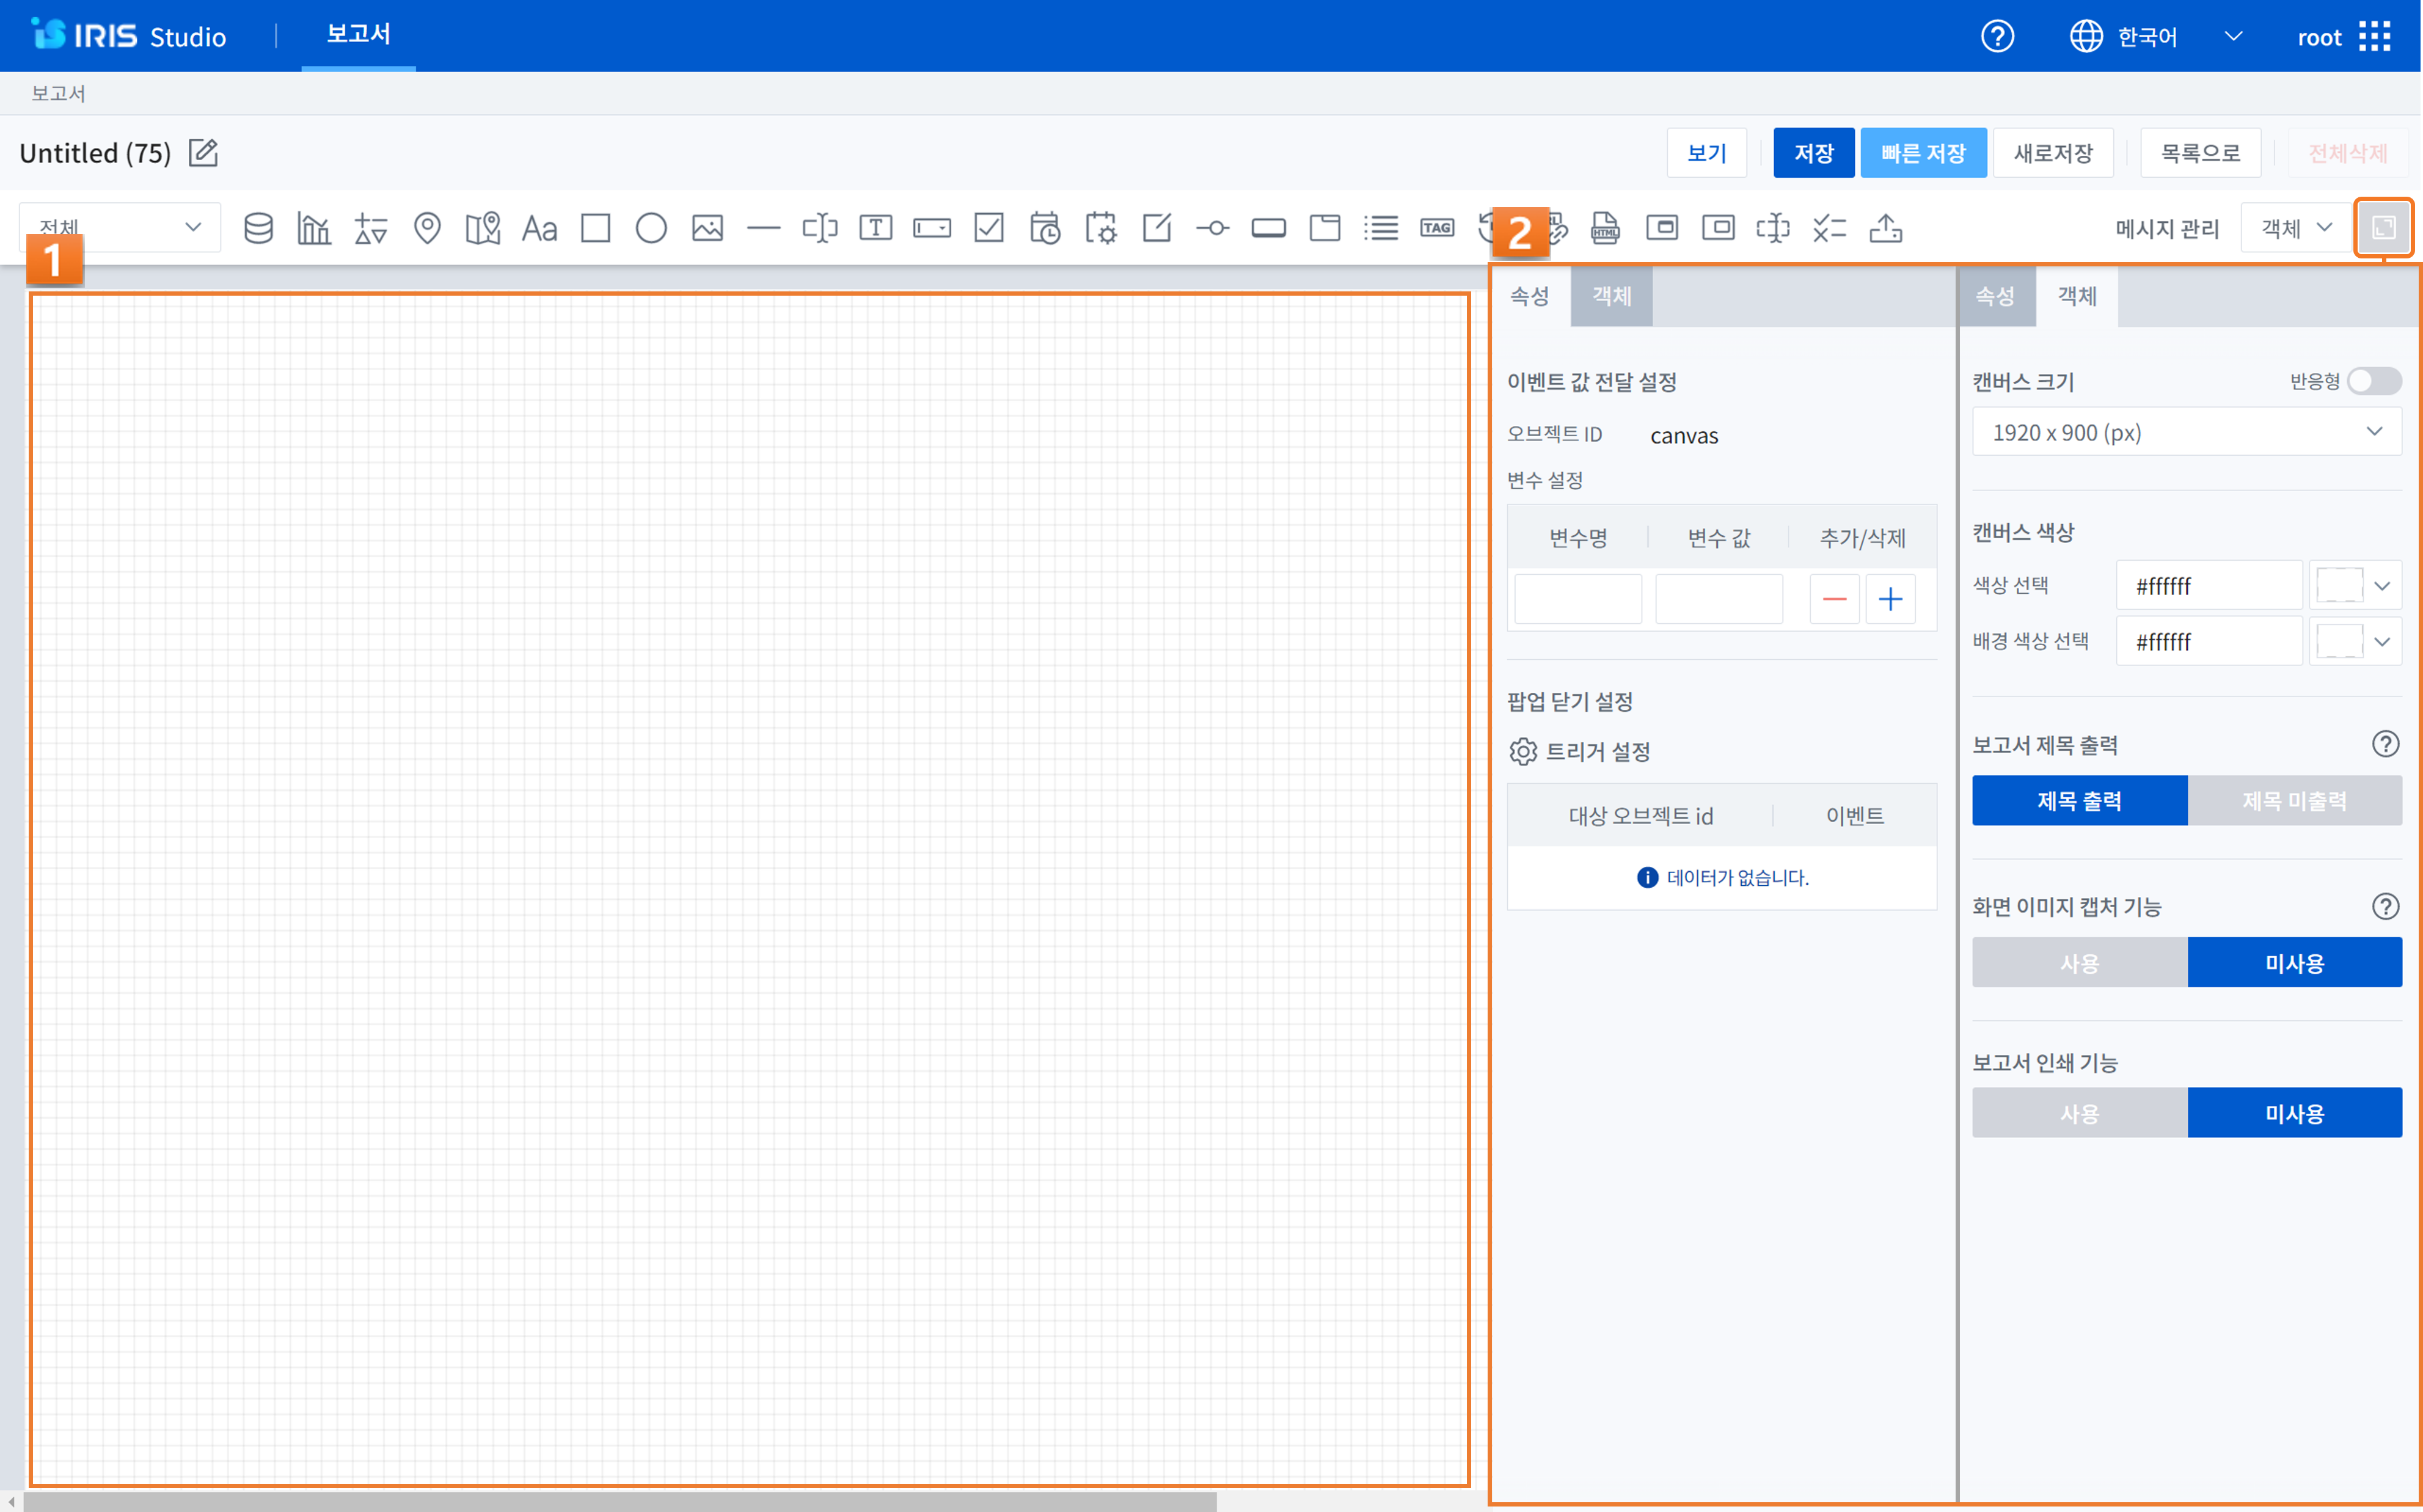 IRIS Studio 보고서 한국어 root
보고서
Untitled (75) 보기 저장 빠른 저장 새로저장 목록으로 전체삭제
전체 Aa T TAG HTML 메시지 관리 객체
1
2
속성 객체
이벤트 값 전달 설정
오브젝트 ID canvas
변수 설정
변수명 변수 값 추가/삭제
팝업 닫기 설정
트리거 설정
대상 오브젝트 id 이벤트
데이터가 없습니다.
속성 객체
캔버스 크기 반응형
1920 x 900 (px)
캔버스 색상
색상 선택 #ffffff
배경 색상 선택 #ffffff
보고서 제목 출력
제목 출력 제목 미출력
화면 이미지 캡처 기능
사용 미사용
보고서 인쇄 기능
사용 미사용